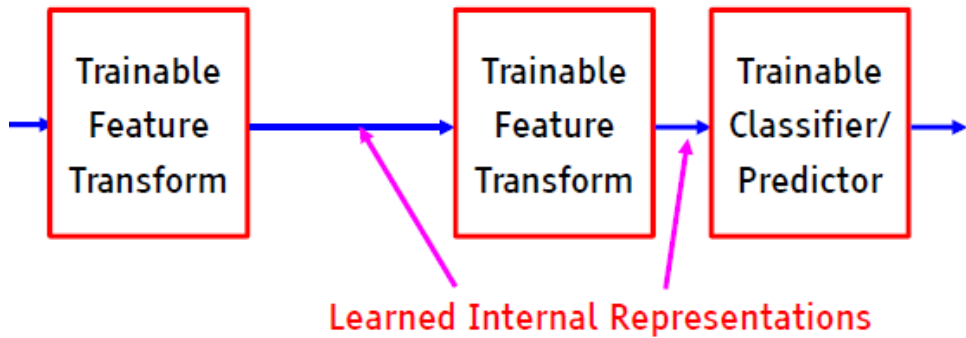 Trainable
Feature
Transform
Trainable
Feature
Transform
Trainable
Classifier/
Predictor
Learned Internal Representations